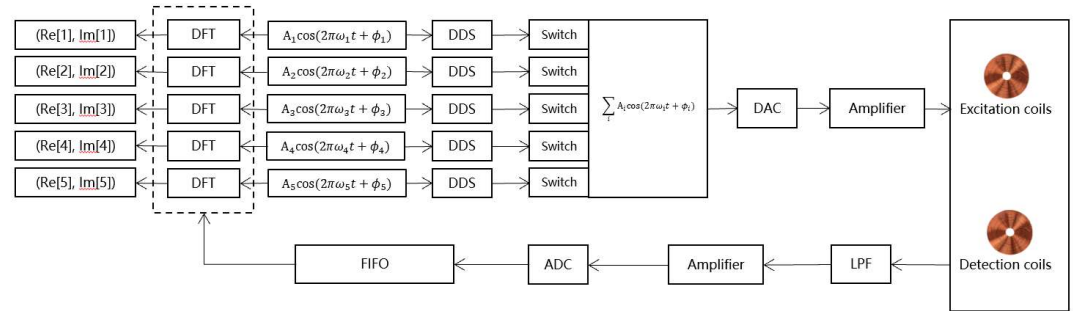 (Re[1], Im[1]) DFT A₁cos(2πω₁t + ϕ₁) DDS Switch
(Re[2], Im[2]) DFT A₂cos(2πω₂t + ϕ₂) DDS Switch
(Re[3], Im[3]) DFT A₃cos(2πω₃t + ϕ₃) DDS Switch
(Re[4], Im[4]) DFT A₄cos(2πω₄t + ϕ₄) DDS Switch
(Re[5], Im[5]) DFT A₅cos(2πω₅t + ϕ₅) DDS Switch
∑ᵢ Aᵢcos(2πωᵢt + ϕᵢ)
DAC
Amplifier
Excitation coils
Detection coils
LPF
Amplifier
ADC
FIFO